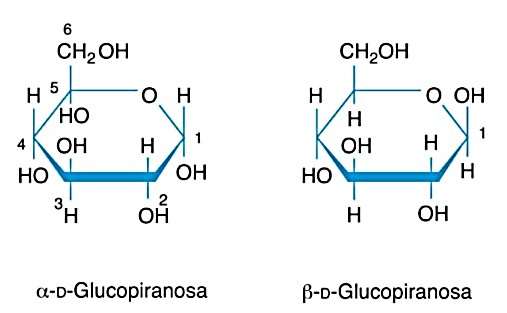 6
CH2OH CH2OH
H 5 O H H O OH
HO H
4 OH H 1 OH H 1
HO OH HO H
3 H 2 OH H OH
α-D-Glucopiranosa β-D-Glucopiranosa